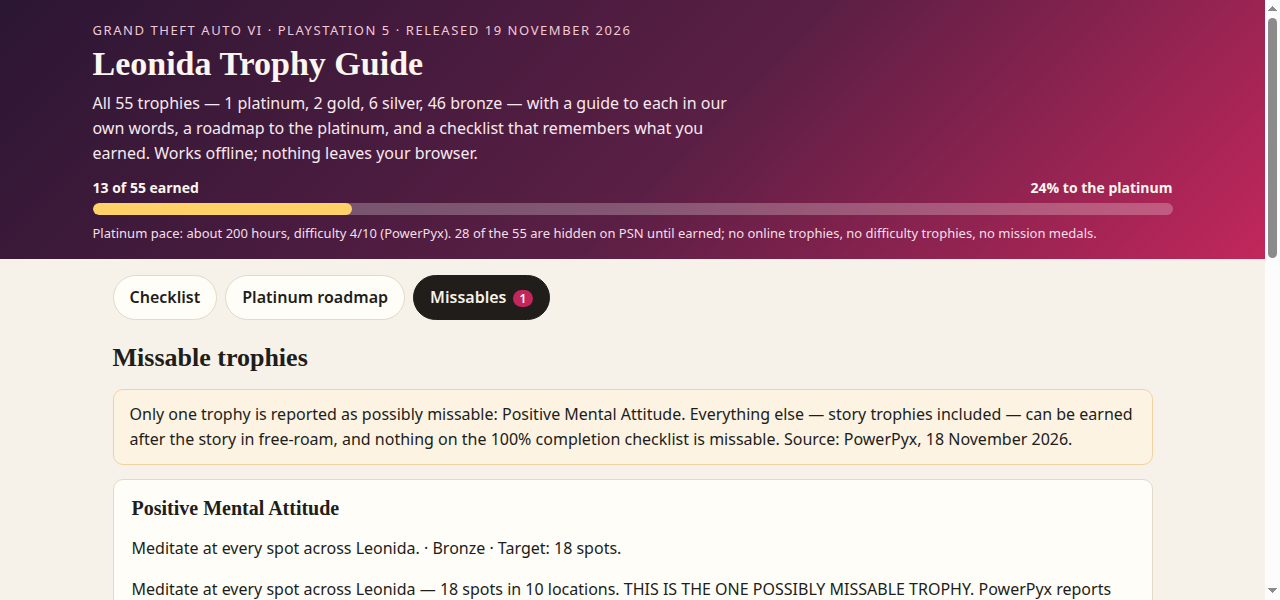 GRAND THEFT AUTO VI · PLAYSTATION 5 · RELEASED 19 NOVEMBER 2026
Leonida Trophy Guide
All 55 trophies — 1 platinum, 2 gold, 6 silver, 46 bronze — with a guide to each in our
own words, a roadmap to the platinum, and a checklist that remembers what you
earned. Works offline; nothing leaves your browser.
13 of 55 earned 24% to the platinum
Platinum pace: about 200 hours, difficulty 4/10 (PowerPyx). 28 of the 55 are hidden on PSN until earned; no online trophies, no difficulty trophies, no mission medals.
Checklist Platinum roadmap Missables 1
Missable trophies
Only one trophy is reported as possibly missable: Positive Mental Attitude. Everything else — story trophies included — can be earned
after the story in free-roam, and nothing on the 100% completion checklist is missable. Source: PowerPyx, 18 November 2026.
Positive Mental Attitude
Meditate at every spot across Leonida. · Bronze · Target: 18 spots.
Meditate at every spot across Leonida — 18 spots in 10 locations. THIS IS THE ONE POSSIBLY MISSABLE TROPHY. PowerPyx reports